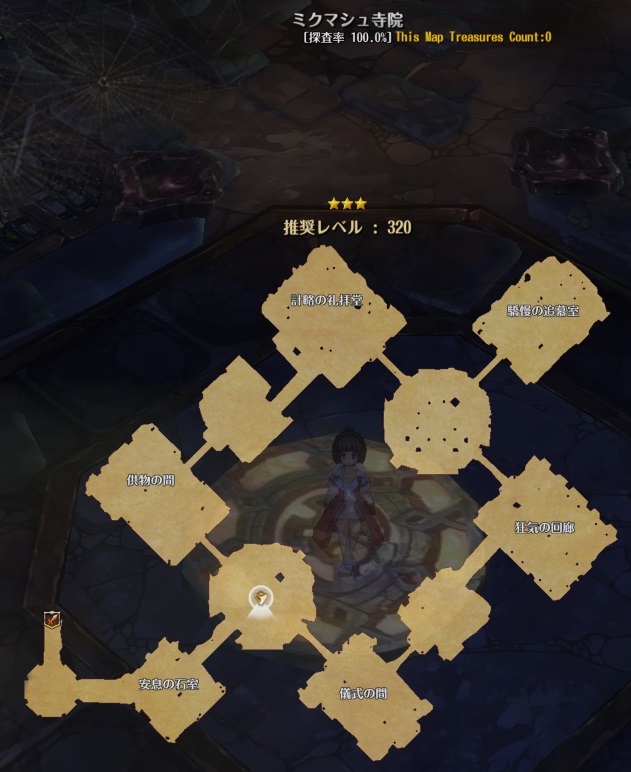 ミクマシュ寺院
[探査率 100.0%] This Map Treasures Count:0
推奨レベル : 320
計略の礼拝堂
驕慢の追慕室
供物の間
狂気の回廊
安息の石室
儀式の間